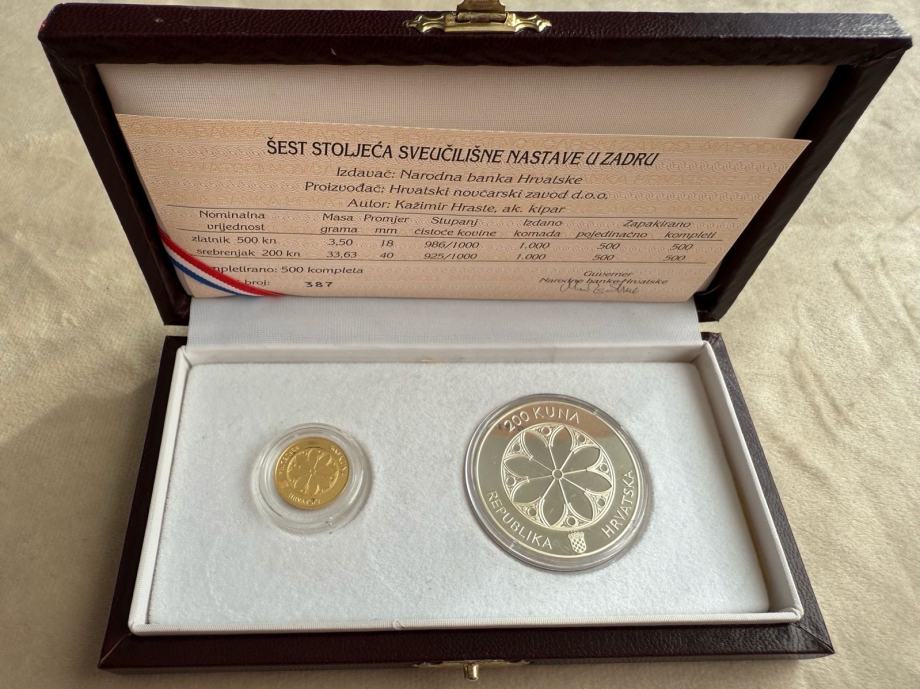 ŠEST STOLJEĆA SVEUČILIŠNE NASTAVE U ZADRU
Izdavač: Narodna banka Hrvatske
Proizvođač: Hrvatski novčarski zavod d.o.o.
Autor: Kažimir Hraste, ak. kipar
Nominalna vrijednost Masa grama Promjer mm Stupanj čistoće kovine Izdano komada Zapakirano pojedinačno kompleti
zlatnik 500 kn 3,50 18 986/1000 1.000 500 500
srebrenjak 200 kn 33,63 40 925/1000 1.000 500 500
mpletirano: 500 kompleta
broj: 387
Guverner
Narodne banke Hrvatske
200 KUNA
REPUBLIKA HRVATSKA